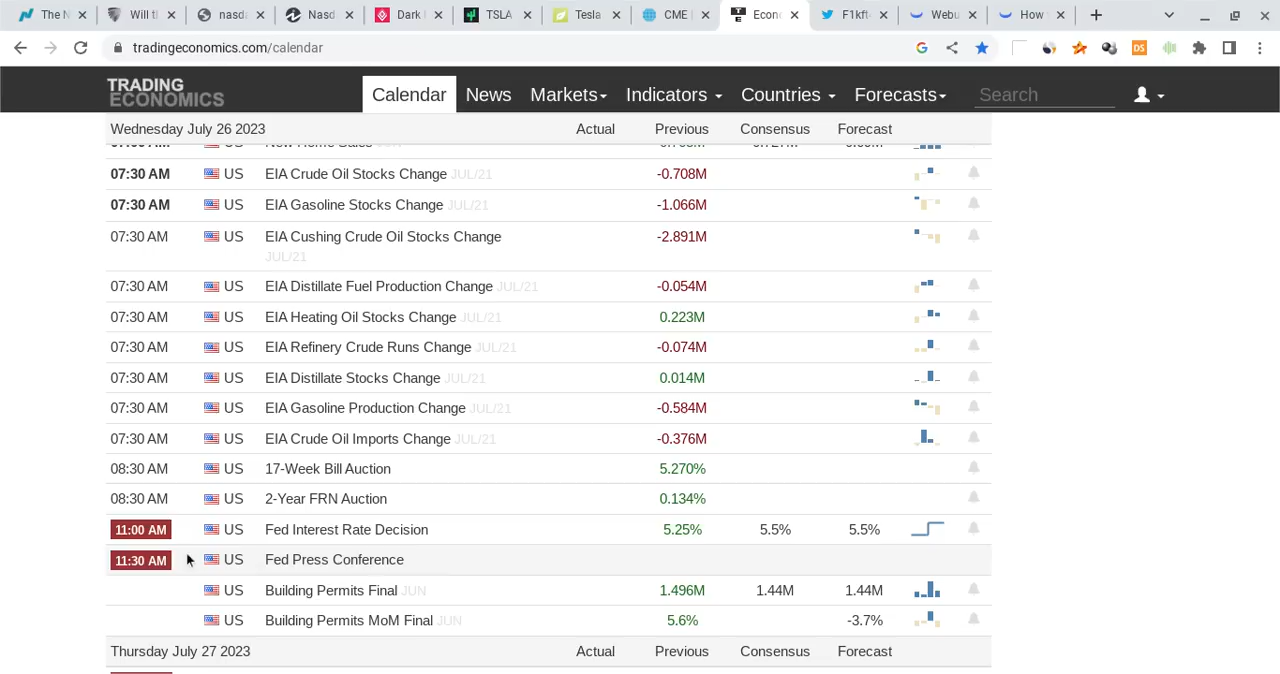 The N
Will t
nasda
Nasd
Dark
TSLA
Tesla
CME
Econ
F1kft
Webu
How
tradingeconomics.com/calendar
TRADING ECONOMICS
Calendar News Markets Indicators Countries Forecasts Search
Wednesday July 26 2023 Actual Previous Consensus Forecast
07:30 AM US EIA Crude Oil Stocks Change JUL/21 -0.708M
07:30 AM US EIA Gasoline Stocks Change JUL/21 -1.066M
07:30 AM US EIA Cushing Crude Oil Stocks Change -2.891M
JUL/21
07:30 AM US EIA Distillate Fuel Production Change JUL/21 -0.054M
07:30 AM US EIA Heating Oil Stocks Change JUL/21 0.223M
07:30 AM US EIA Refinery Crude Runs Change JUL/21 -0.074M
07:30 AM US EIA Distillate Stocks Change JUL/21 0.014M
07:30 AM US EIA Gasoline Production Change JUL/21 -0.584M
07:30 AM US EIA Crude Oil Imports Change JUL/21 -0.376M
08:30 AM US 17-Week Bill Auction 5.270%
08:30 AM US 2-Year FRN Auction 0.134%
11:00 AM US Fed Interest Rate Decision 5.25% 5.5% 5.5%
11:30 AM US Fed Press Conference
US Building Permits Final JUN 1.496M 1.44M 1.44M
US Building Permits MoM Final JUN 5.6% -3.7%
Thursday July 27 2023 Actual Previous Consensus Forecast